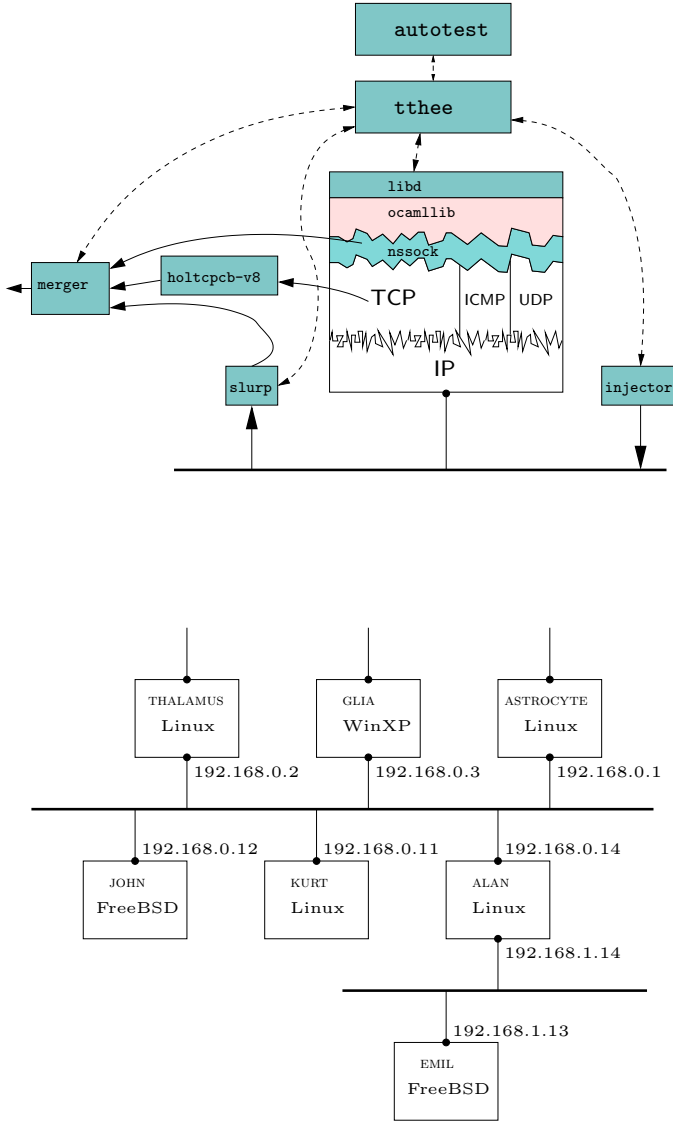 autotest
tthee
libd
ocamllib
nssock
merger
holtcpcb-v8
TCP
ICMP
UDP
IP
slurp
injector
THALAMUS
Linux
GLIA
WinXP
ASTROCYTE
Linux
192.168.0.2
192.168.0.3
192.168.0.1
192.168.0.12
192.168.0.11
192.168.0.14
JOHN
FreeBSD
KURT
Linux
ALAN
Linux
192.168.1.14
192.168.1.13
EMIL
FreeBSD